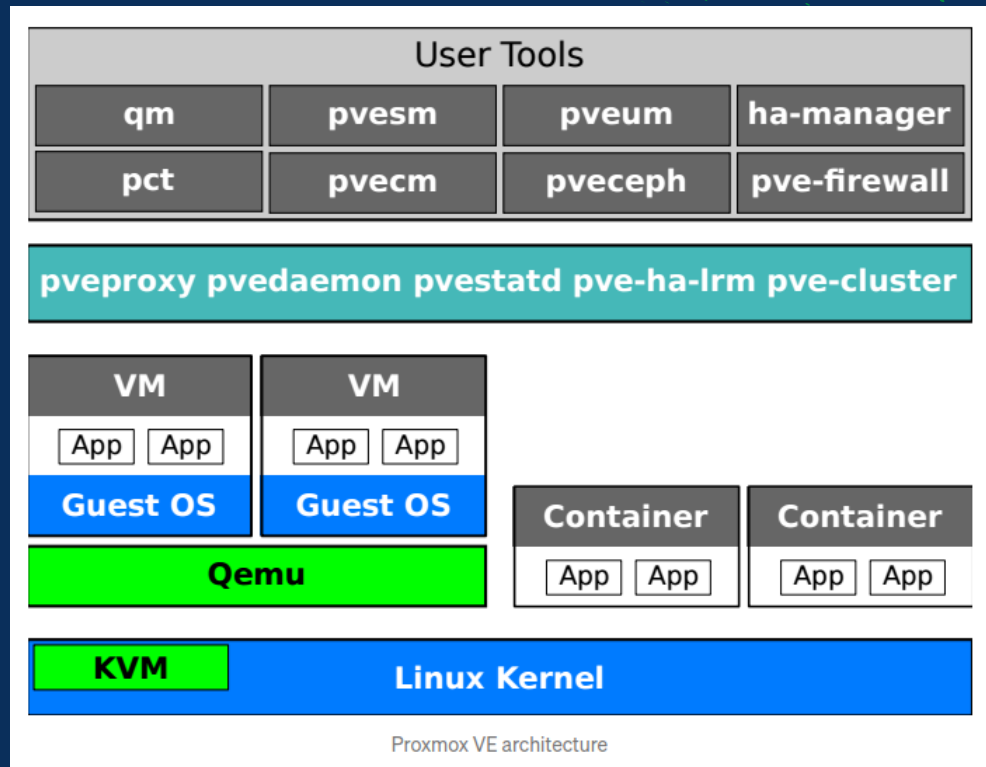 User Tools
qm pvesm pveum ha-manager
pct pvecm pveceph pve-firewall
pveproxy pvedaemon pvestatd pve-ha-lrm pve-cluster
VM VM
App App App App
Guest OS Guest OS
Container Container
Qemu
App App App App
KVM
Linux Kernel
Proxmox VE architecture